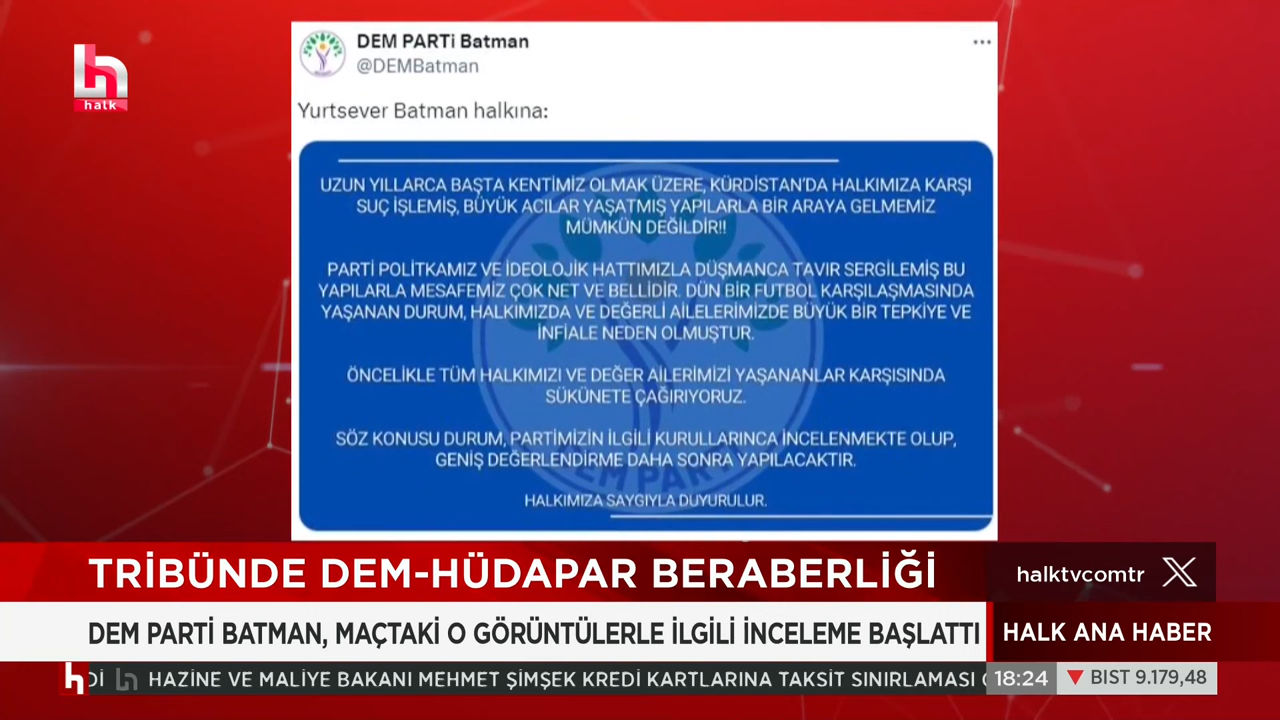 h
halk
DEM PARTİ Batman
@DEMBatman
Yurtsever Batman halkına:
UZUN YILLARCA BAŞTA KENTİMİZ OLMAK ÜZERE, KÜRDİSTAN'DA HALKIMIZA KARŞI
SUÇ İŞLEMİŞ, BÜYÜK ACILAR YAŞATMIŞ YAPILARLA BİR ARAYA GELMEMİZ
MÜMKÜN DEĞİLDİR!!
PARTİ POLİTKAMIZ VE İDEOLOJİK HATTIMIZLA DÜŞMANCA TAVIR SERGİLEMİŞ BU
YAPILARLA MESAFEMİZ ÇOK NET VE BELLİDİR. DÜN BİR FUTBOL KARŞILAŞMASINDA
YAŞANAN DURUM, HALKIMIZDA VE DEĞERLİ AİLELERİMİZDE BÜYÜK BİR TEPKİYE VE
İNFİALE NEDEN OLMUŞTUR.
ÖNCELİKLE TÜM HALKIMIZI VE DEĞER AİLERİMİZİ YAŞANANLAR KARŞISINDA
SÜKÜNETE ÇAĞIRIYORUZ.
SÖZ KONUSU DURUM, PARTİMİZİN İLGİLİ KURULLARINCA İNCELENMEKTE OLUP,
GENİŞ DEĞERLENDİRME DAHA SONRA YAPILACAKTIR.
DEM PARTİ
HALKIMIZA SAYGIYLA DUYURULUR.
TRİBÜNDE DEM-HÜDAPAR BERABERLİĞİ
halktvcomtr X
DEM PARTİ BATMAN, MAÇTAKİ O GÖRÜNTÜLERLE İLGİLİ İNCELEME BAŞLATTI
HALK ANA HABER
h Dİ h HAZİNE VE MALİYE BAKANI MEHMET ŞİMŞEK KREDİ KARTLARINA TAKSİT SINIRLAMASI
18:24 ▼ BIST 9.179,48